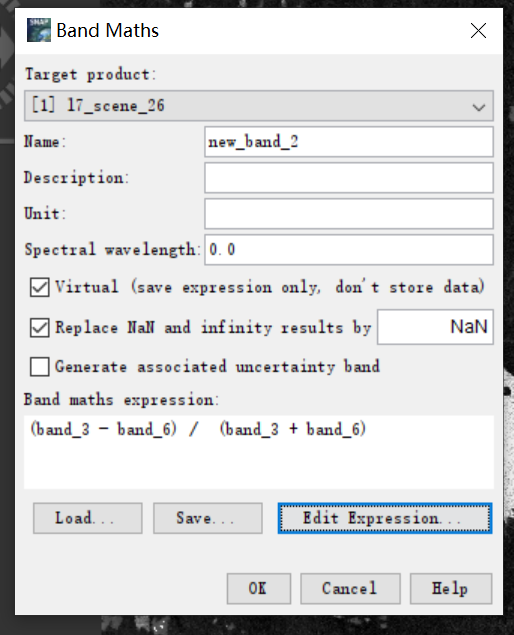 SNAP
Band Maths
Target product:
[1] l7_scene_26
Name: new_band_2
Description:
Unit:
Spectral wavelength: 0.0
Virtual (save expression only, don't store data)
Replace NaN and infinity results by NaN
Generate associated uncertainty band
Band maths expression:
(band_3 - band_6) / (band_3 + band_6)
Load... Save... Edit Expression...
OK Cancel Help